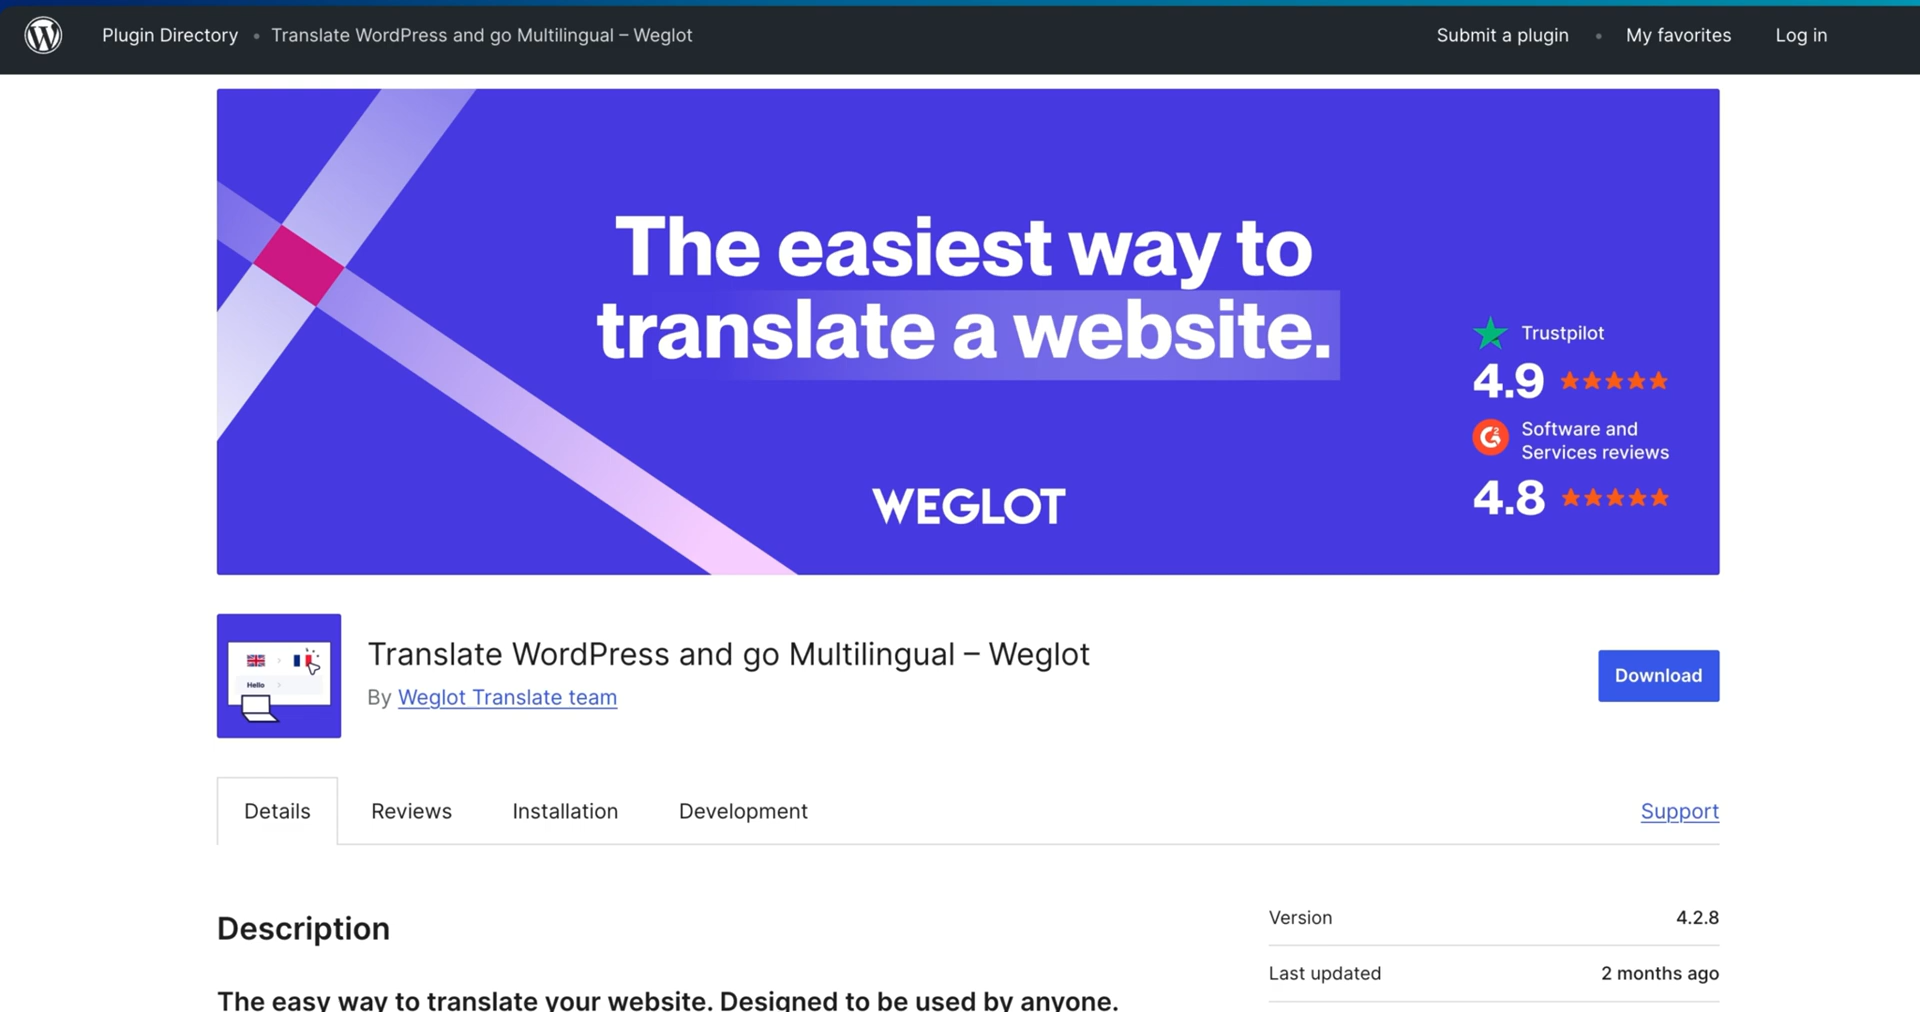 Plugin Directory • Translate WordPress and go Multilingual – Weglot
Submit a plugin • My favorites Log in
The easiest way to
translate a website.
Trustpilot
4.9
Software and
Services reviews
4.8
WEGLOT
Hello
Translate WordPress and go Multilingual – Weglot
By Weglot Translate team
Download
Details Reviews Installation Development Support
Description
Version 4.2.8
Last updated 2 months ago
The easy way to translate your website. Designed to be used by anyone.